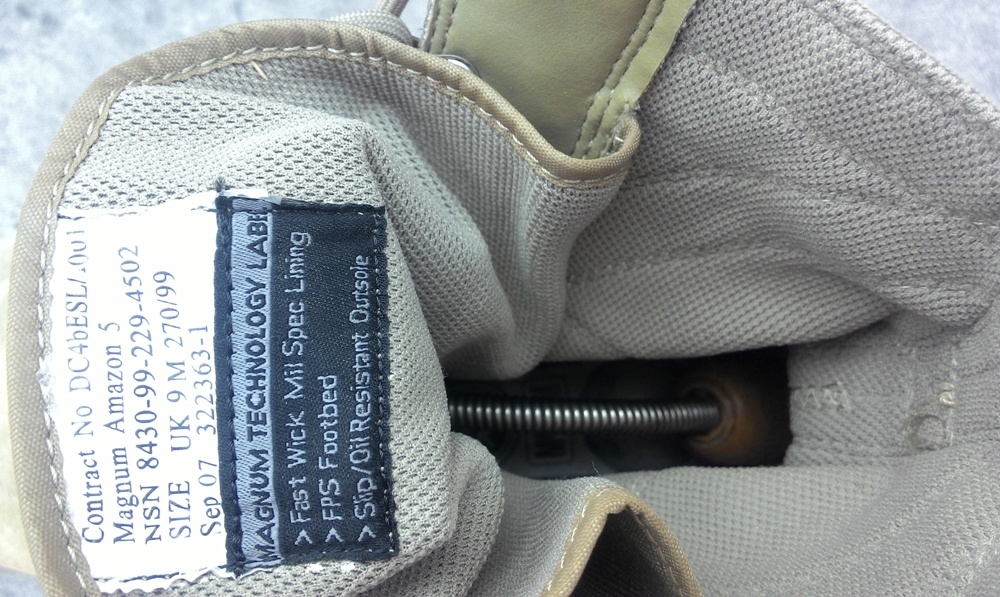 Contract No DC4bESL/.001
Magnum Amazon 5
NSN 8430-99-229-4502
SIZE UK 9 M 270/99
Sep 07 322363-1
MAGNUM TECHNOLOGY LABE
> Fast Wick Mil Spec Lining
> FPS Footbed
> Slip/Oil Resistant Outsole